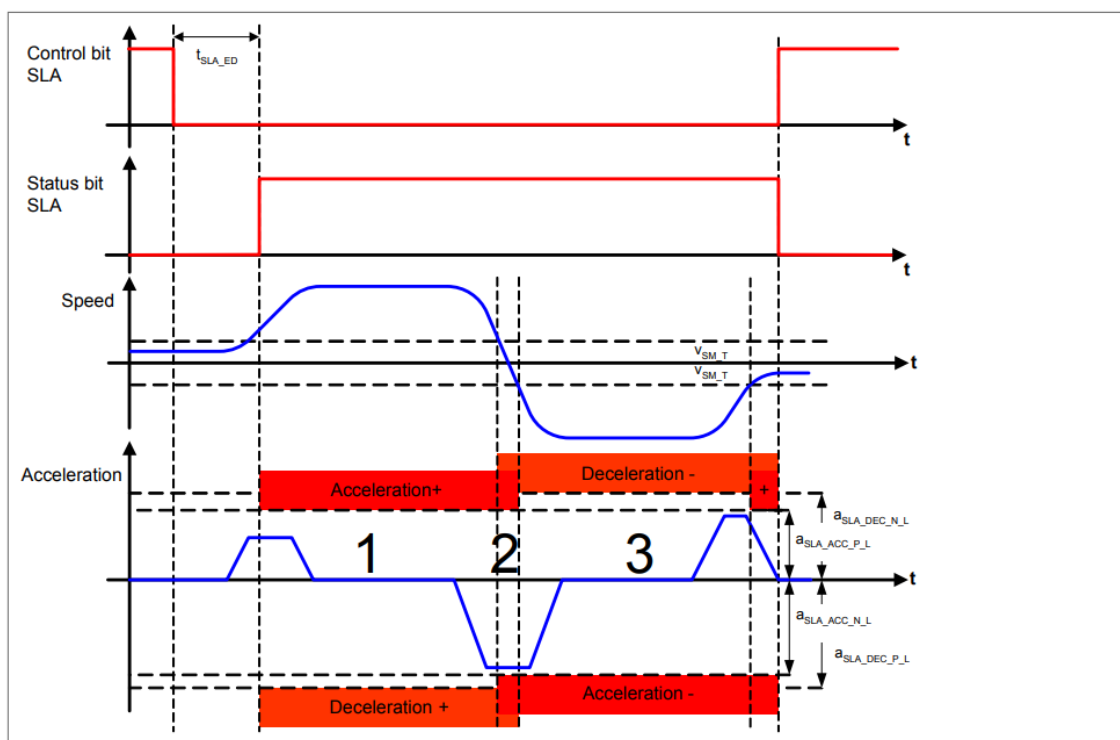 Control bit
SLA
tSLA_ED
t
Status bit
SLA
t
Speed
vSM_T
vSM_T
t
Acceleration
Deceleration -
Acceleration+
+
aSLA_DEC_N_L
aSLA_ACC_P_L
1
2
3
t
aSLA_ACC_N_L
aSLA_DEC_P_L
Acceleration -
Deceleration +